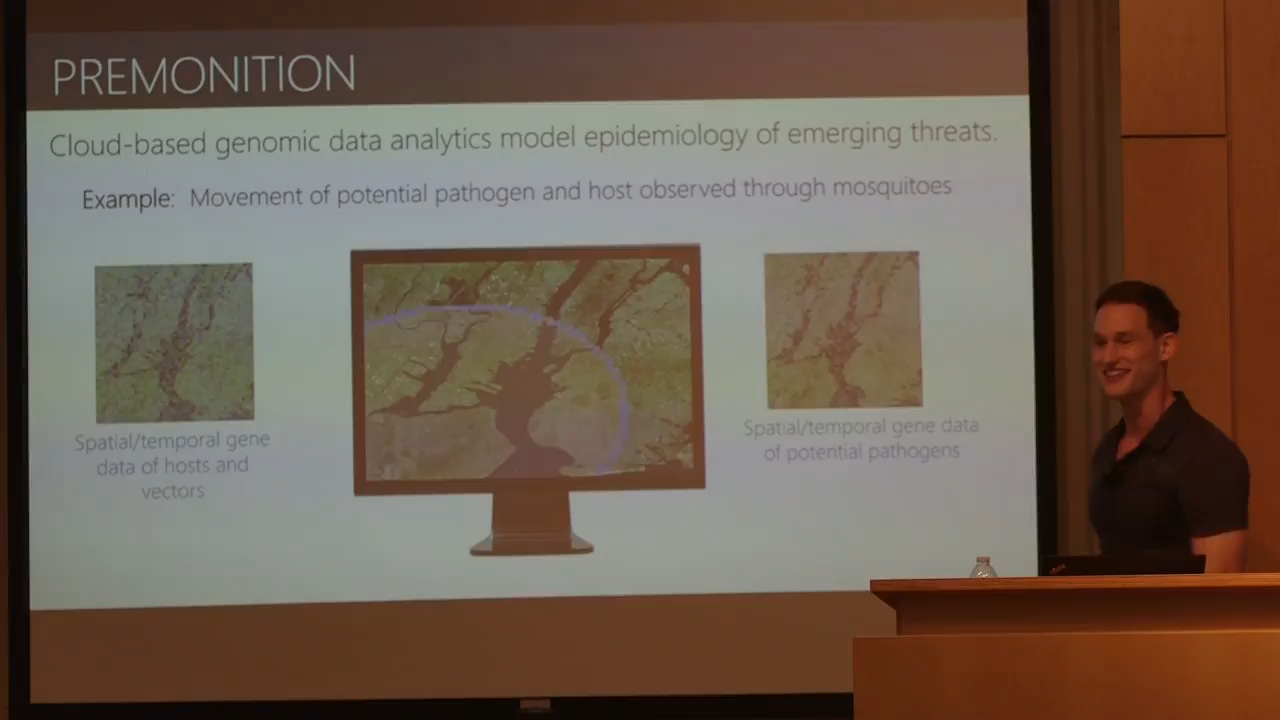 PREMONITION
Cloud-based genomic data analytics model epidemiology of emerging threats.
Example: Movement of potential pathogen and host observed through mosquitoes
Spatial/temporal gene
data of hosts and
vectors
Spatial/temporal gene data
of potential pathogens